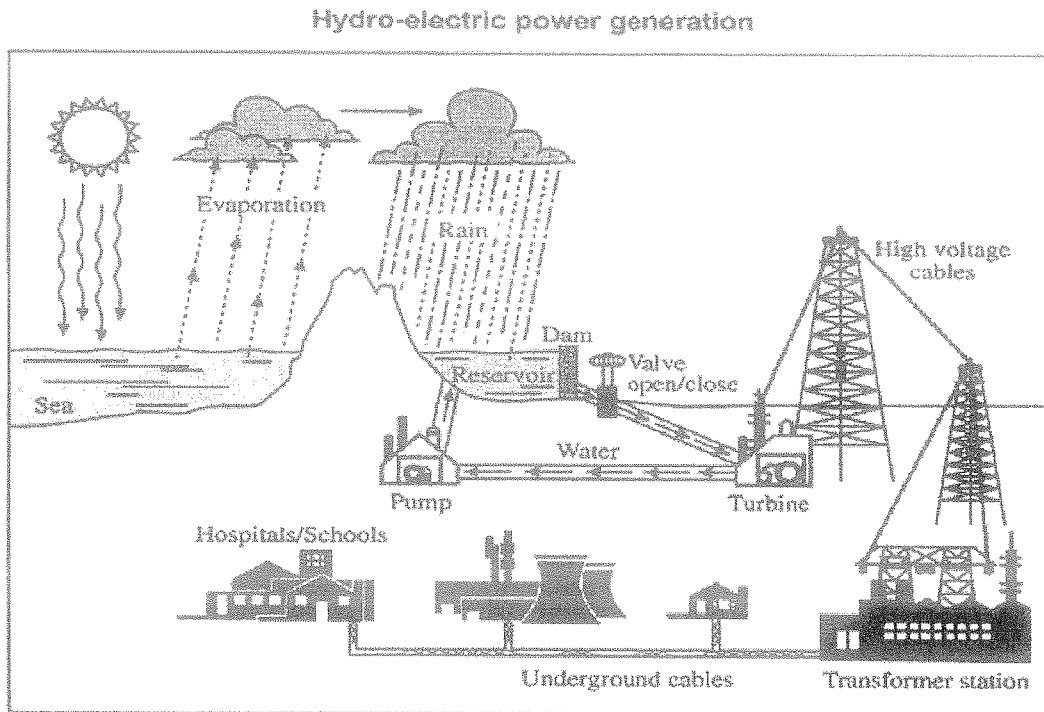 Hydro-electric power generation
Evaporation
Rain
High voltage
cables
Dam
Reservoir
Valve
open/close
Sea
Water
Pump
Turbine
Hospitals/Schools
Underground cables
Transformer station